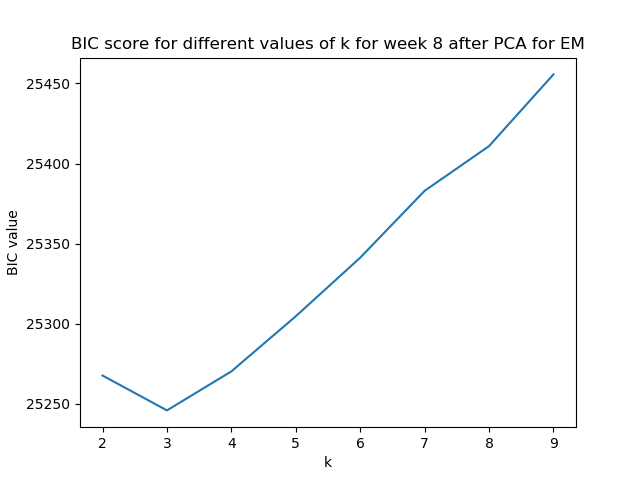 BIC score for different values of k for week 8 after PCA for EM
25450
25400
25350
25300
25250
BIC value
2 3 4 5 6 7 8 9
k